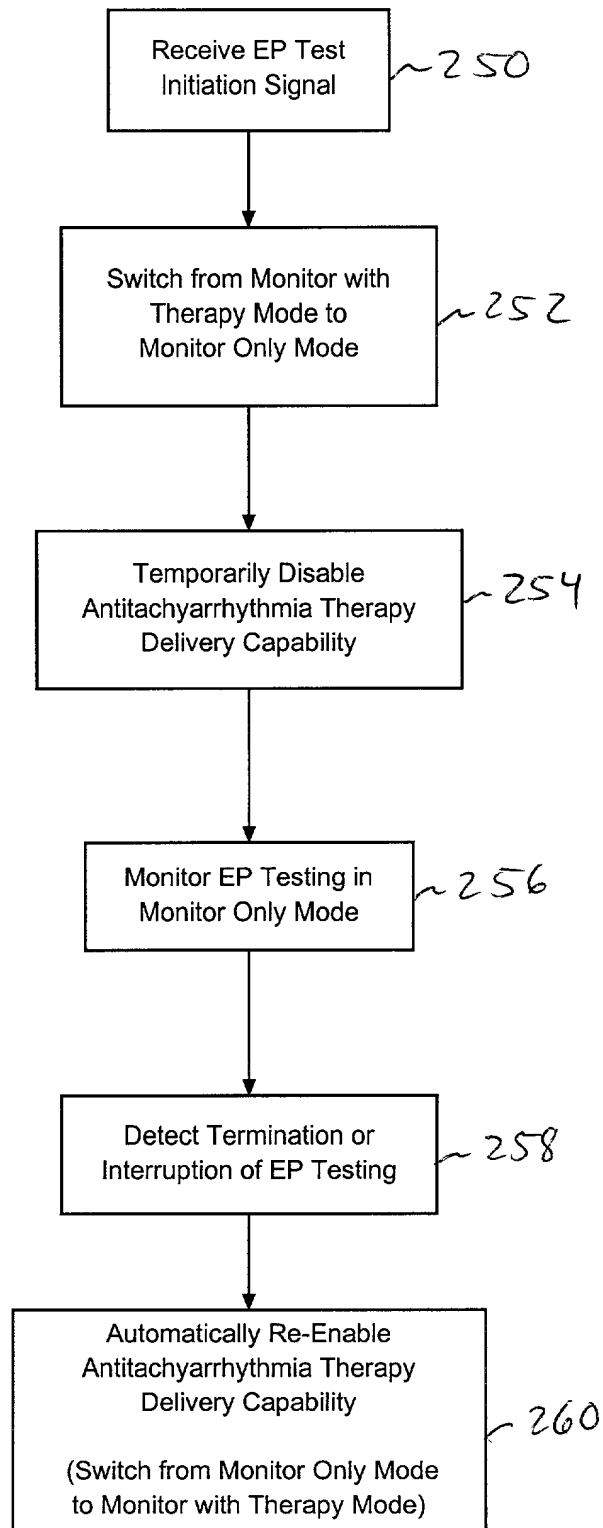 Receive EP Test
Initiation Signal
~250
Switch from Monitor with
Therapy Mode to
Monitor Only Mode
~252
Temporarily Disable
Antitachyarrhythmia Therapy
Delivery Capability
~254
Monitor EP Testing in
Monitor Only Mode
~256
Detect Termination or
Interruption of EP Testing
~258
Automatically Re-Enable
Antitachyarrhythmia Therapy
Delivery Capability
(Switch from Monitor Only Mode
to Monitor with Therapy Mode)
~260